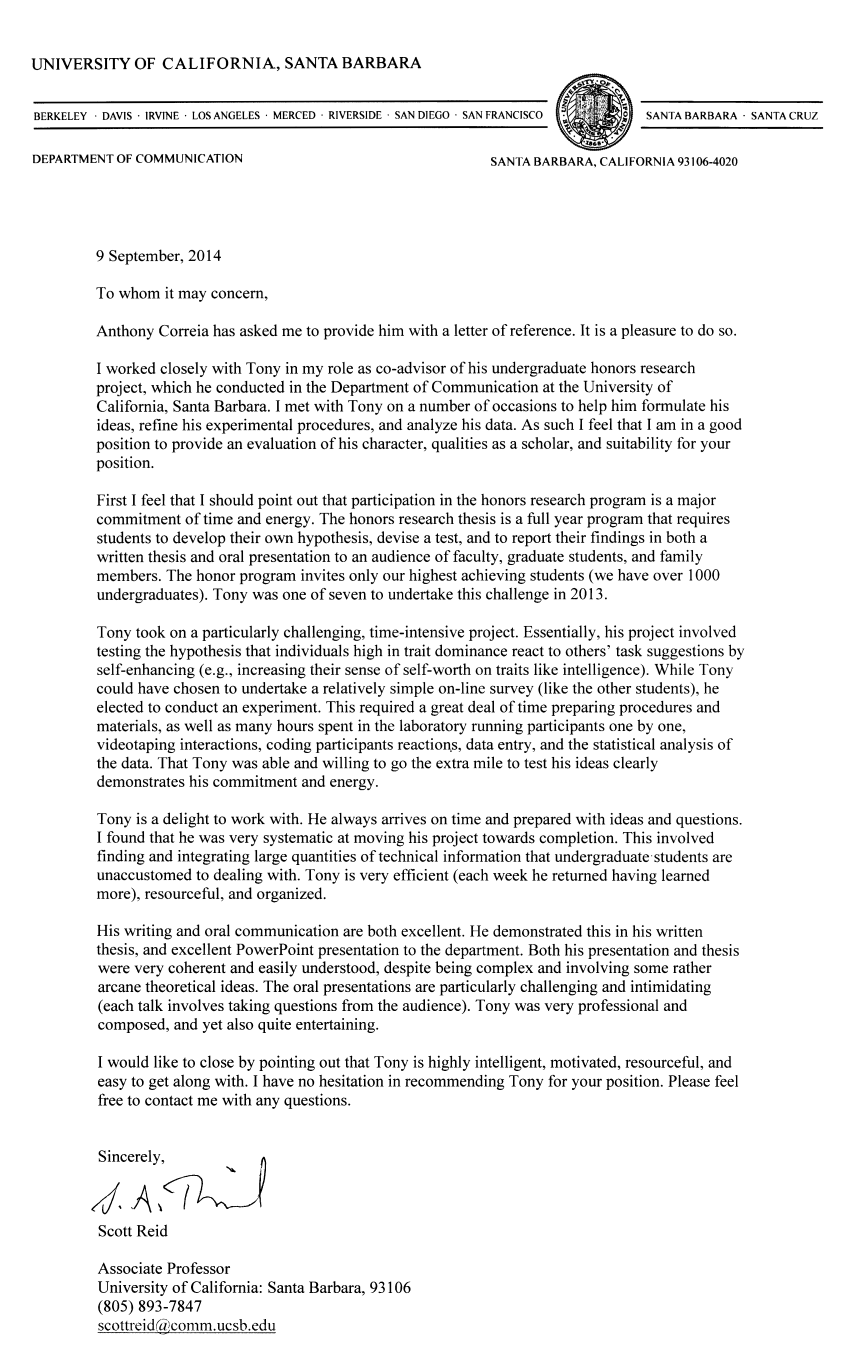 UNIVERSITY OF CALIFORNIA, SANTA BARBARA
BERKELEY · DAVIS · IRVINE · LOS ANGELES · MERCED · RIVERSIDE · SAN DIEGO · SAN FRANCISCO
SANTA BARBARA · SANTA CRUZ
DEPARTMENT OF COMMUNICATION
SANTA BARBARA, CALIFORNIA 93106-4020
9 September, 2014
To whom it may concern,
Anthony Correia has asked me to provide him with a letter of reference. It is a pleasure to do so.
I worked closely with Tony in my role as co-advisor of his undergraduate honors research
project, which he conducted in the Department of Communication at the University of
California, Santa Barbara. I met with Tony on a number of occasions to help him formulate his
ideas, refine his experimental procedures, and analyze his data. As such I feel that I am in a good
position to provide an evaluation of his character, qualities as a scholar, and suitability for your
position.
First I feel that I should point out that participation in the honors research program is a major
commitment of time and energy. The honors research thesis is a full year program that requires
students to develop their own hypothesis, devise a test, and to report their findings in both a
written thesis and oral presentation to an audience of faculty, graduate students, and family
members. The honor program invites only our highest achieving students (we have over 1000
undergraduates). Tony was one of seven to undertake this challenge in 2013.
Tony took on a particularly challenging, time-intensive project. Essentially, his project involved
testing the hypothesis that individuals high in trait dominance react to others' task suggestions by
self-enhancing (e.g., increasing their sense of self-worth on traits like intelligence). While Tony
could have chosen to undertake a relatively simple on-line survey (like the other students), he
elected to conduct an experiment. This required a great deal of time preparing procedures and
materials, as well as many hours spent in the laboratory running participants one by one,
videotaping interactions, coding participants reactions, data entry, and the statistical analysis of
the data. That Tony was able and willing to go the extra mile to test his ideas clearly
demonstrates his commitment and energy.
Tony is a delight to work with. He always arrives on time and prepared with ideas and questions.
I found that he was very systematic at moving his project towards completion. This involved
finding and integrating large quantities of technical information that undergraduate students are
unaccustomed to dealing with. Tony is very efficient (each week he returned having learned
more), resourceful, and organized.
His writing and oral communication are both excellent. He demonstrated this in his written
thesis, and excellent PowerPoint presentation to the department. Both his presentation and thesis
were very coherent and easily understood, despite being complex and involving some rather
arcane theoretical ideas. The oral presentations are particularly challenging and intimidating
(each talk involves taking questions from the audience). Tony was very professional and
composed, and yet also quite entertaining.
I would like to close by pointing out that Tony is highly intelligent, motivated, resourceful, and
easy to get along with. I have no hesitation in recommending Tony for your position. Please feel
free to contact me with any questions.
Sincerely,
Scott Reid
Associate Professor
University of California: Santa Barbara, 93106
(805) 893-7847
scottreid@comm.ucsb.edu